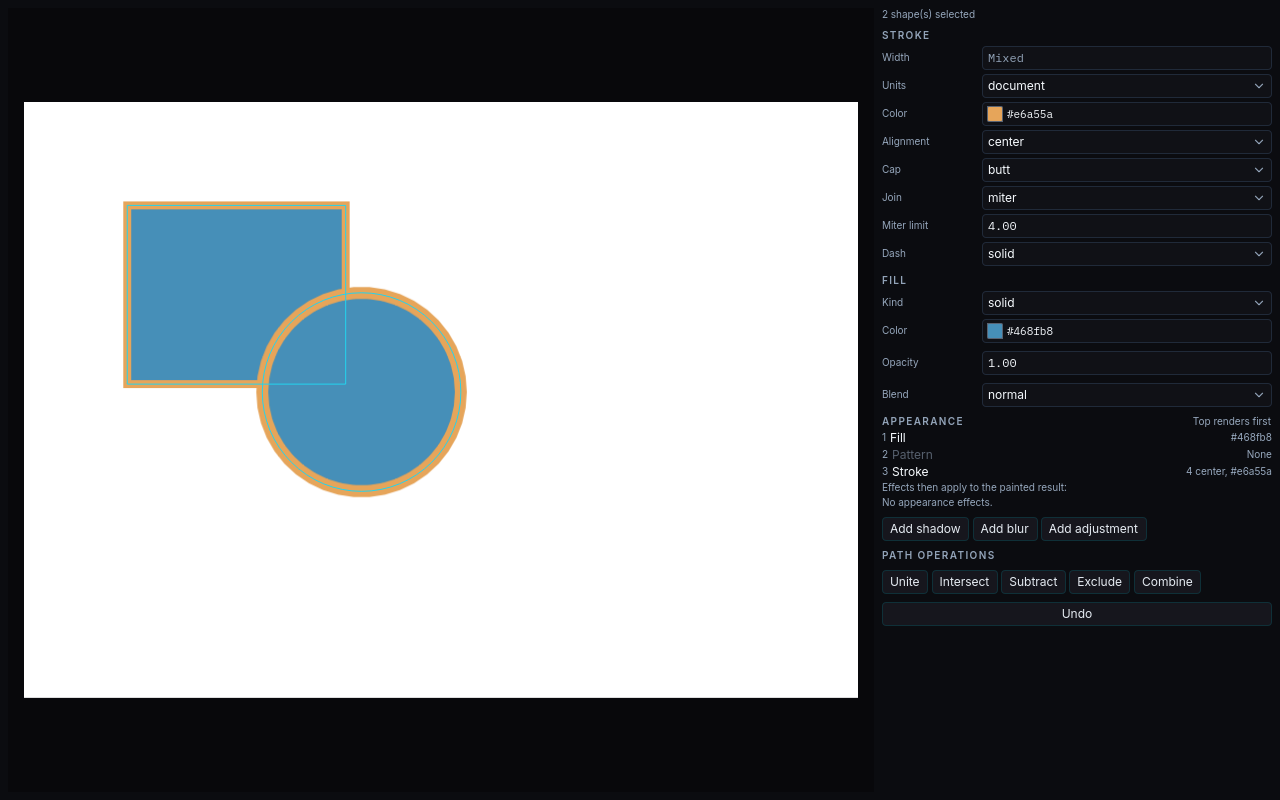 2 shape(s) selected
STROKE
Width Mixed
Units document
Color #e6a55a
Alignment center
Cap butt
Join miter
Miter limit 4.00
Dash solid
FILL
Kind solid
Color #468fb8
Opacity 1.00
Blend normal
APPEARANCE Top renders first
1 Fill #468fb8
2 Pattern None
3 Stroke 4 center, #e6a55a
Effects then apply to the painted result:
No appearance effects.
Add shadow Add blur Add adjustment
PATH OPERATIONS
Unite Intersect Subtract Exclude Combine
Undo